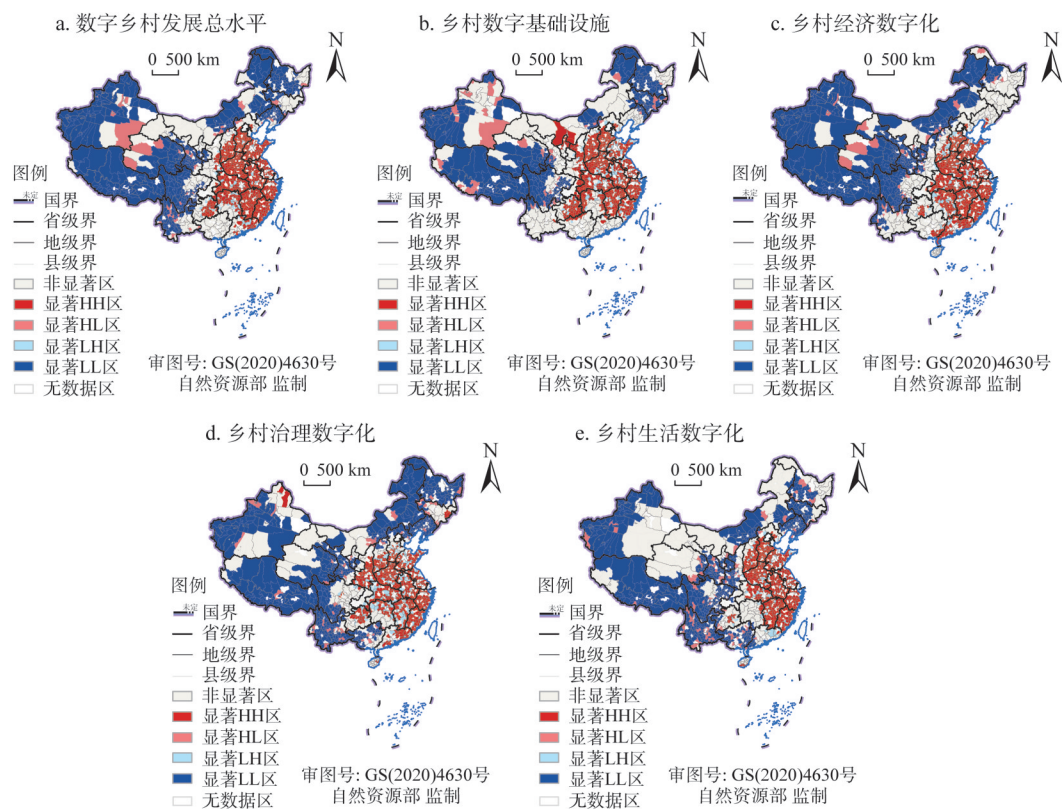 a. 数字乡村发展总水平
N
0 500 km
图例
未定
国界
省级界
地级界
县级界
非显著区
显著HH区
显著HL区
显著LH区
显著LL区
无数据区
审图号: GS(2020)4630号
自然资源部 监制
b. 乡村数字基础设施
N
0 500 km
图例
未定
国界
省级界
地级界
县级界
非显著区
显著HH区
显著HL区
显著LH区
显著LL区
无数据区
审图号: GS(2020)4630号
自然资源部 监制
c. 乡村经济数字化
N
0 500 km
图例
未定
国界
省级界
地级界
县级界
非显著区
显著HH区
显著HL区
显著LH区
显著LL区
无数据区
审图号: GS(2020)4630号
自然资源部 监制
d. 乡村治理数字化
N
0 500 km
图例
未定
国界
省级界
地级界
县级界
非显著区
显著HH区
显著HL区
显著LH区
显著LL区
无数据区
审图号: GS(2020)4630号
自然资源部 监制
e. 乡村生活数字化
N
0 500 km
图例
未定
国界
省级界
地级界
县级界
非显著区
显著HH区
显著HL区
显著LH区
显著LL区
无数据区
审图号: GS(2020)4630号
自然资源部 监制